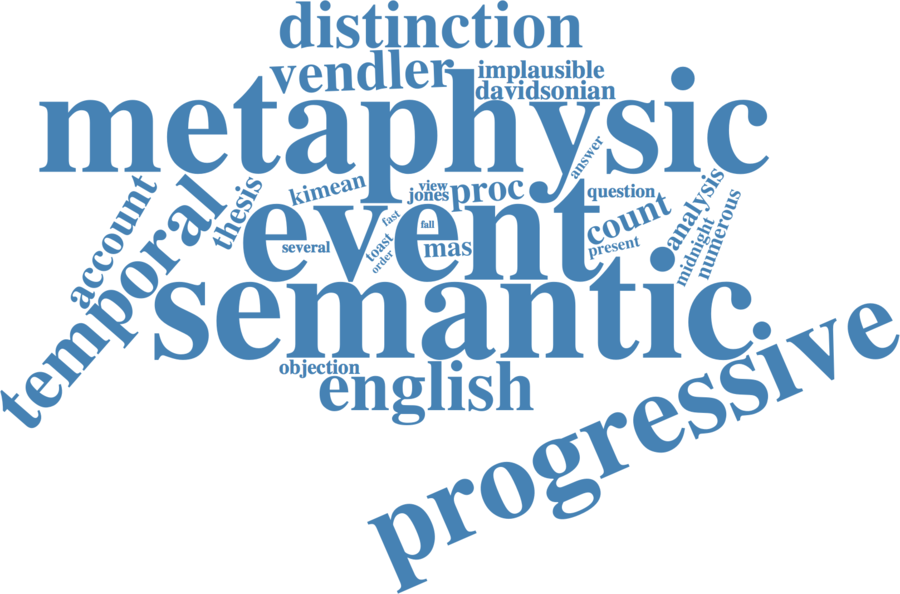 distinction
vendler
implausible
davidsonian
metaphysic
answer
account
temporal
thesis
kimean
view
jones
proc
question
count
analysis
midnight
numerous
event
fast
fall
several
toast
order
mas
present
semantic
objection
english
progressive